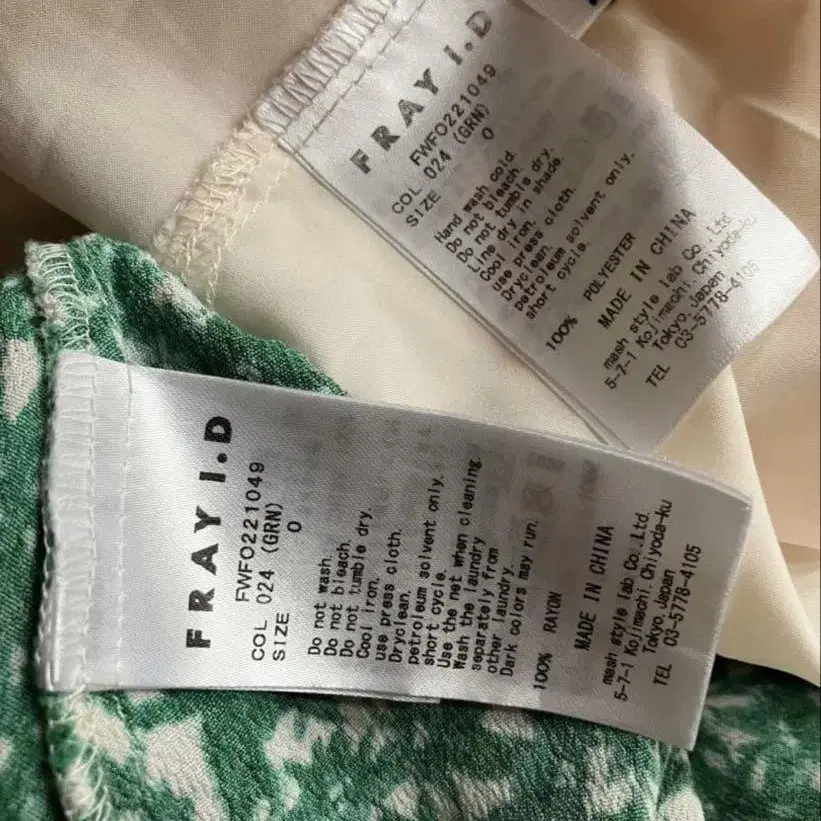 FRAY I.D
FWFO221049
COL 024 (GRN)
SIZE 0
Hand wash cold.
Do not bleach.
Do not tumble dry.
Line dry in shade.
Cool iron.
use press cloth.
Dryclean.
petroleum solvent only.
short cycle.
100% POLYESTER
MADE IN CHINA
mash style lab Co.,Ltd.
5-7-1 Kojimachi, Chiyoda-ku
Tokyo, Japan
TEL 03-5778-4105
FRAY I.D
FWFO221049
COL 024 (GRN)
SIZE 0
Do not wash.
Do not bleach.
Do not tumble dry.
Cool iron.
use press cloth.
Dryclean.
petroleum solvent only.
short cycle.
Use the net when cleaning.
Wash the laundry
separately from
other laundry.
Dark colors may run.
100% RAYON
MADE IN CHINA
mash style lab Co.,Ltd.
5-7-1 Kojimachi, Chiyoda-ku
Tokyo, Japan
TEL 03-5778-4105